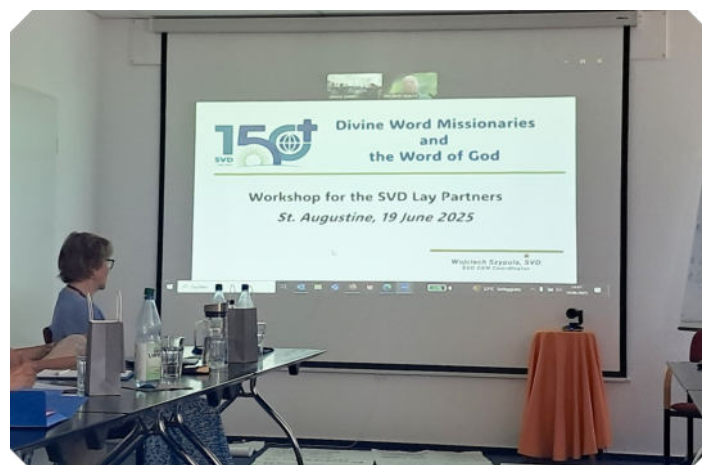 150
SVD
Divine Word Missionaries
and
the Word of God
Workshop for the SVD Lay Partners
St. Augustine, 19 June 2025
Wojciech Szypula, SVD